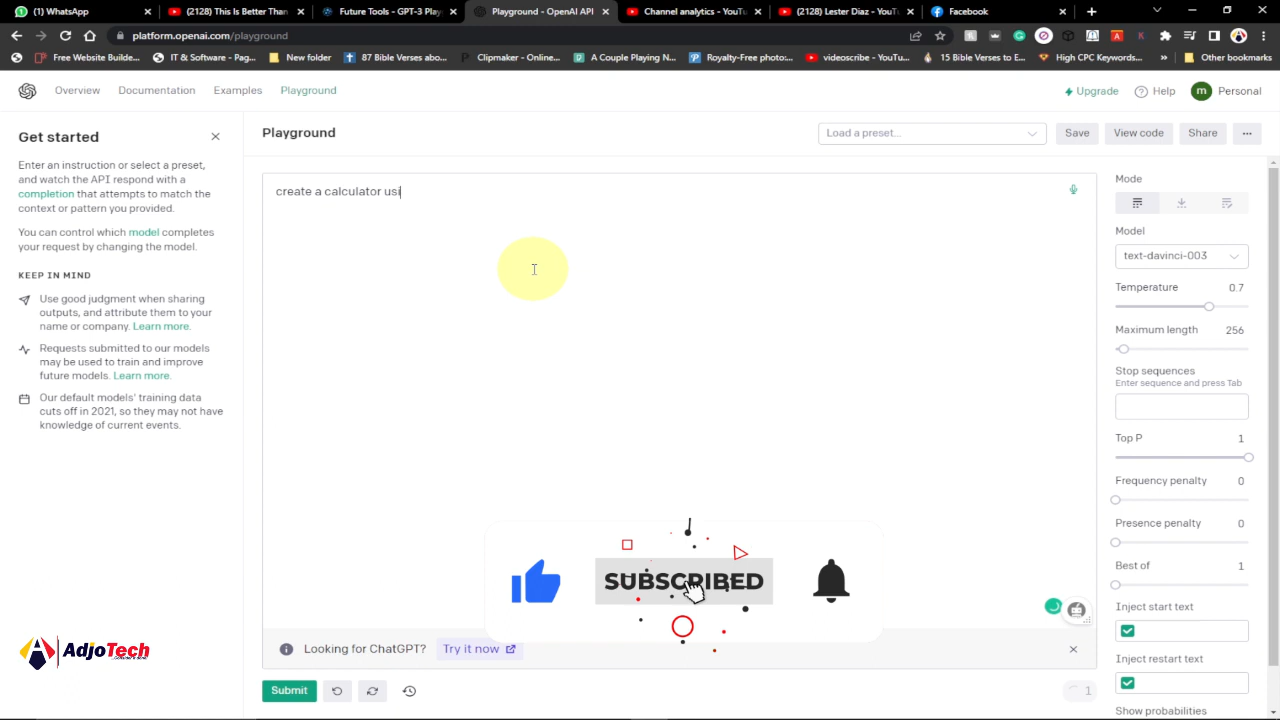 (1) WhatsApp
(2128) This is Better Than
Future Tools - GPT-3 Play
Playground - OpenAI API
Channel analytics - YouTu
(2128) Lester Diaz - YouTu
Facebook
platform.openai.com/playground
Free Website Builde...
IT & Software - Pag...
New folder
87 Bible Verses abo...
Clipmaker - Online...
A Couple Playing N...
Royalty-Free photo...
videoscribe - YouTu...
15 Bible Verses to E...
High CPC Keywords...
»
Other bookmarks
Overview
Documentation
Examples
Playground
Upgrade
Help
m
Personal
Get started
Enter an instruction or select a preset,
and watch the API respond with a
completion that attempts to match the
context or pattern you provided.
You can control which model completes
your request by changing the model.
KEEP IN MIND
Use good judgment when sharing
outputs, and attribute them to your
name or company. Learn more.
Requests submitted to our models
may be used to train and improve
future models. Learn more.
Our default models' training data
cuts off in 2021, so they may not have
knowledge of current events.
Playground
Load a preset...
Save
View code
Share
...
create a calculator usi
SUBSCRIBED
Looking for ChatGPT? Try it now
Submit
1
Mode
Model
text-davinci-003
Temperature 0.7
Maximum length 256
Stop sequences
Enter sequence and press Tab
Top P 1
Frequency penalty 0
Presence penalty 0
Best of 1
Inject start text
Inject restart text
Show probabilities
AdjoTech